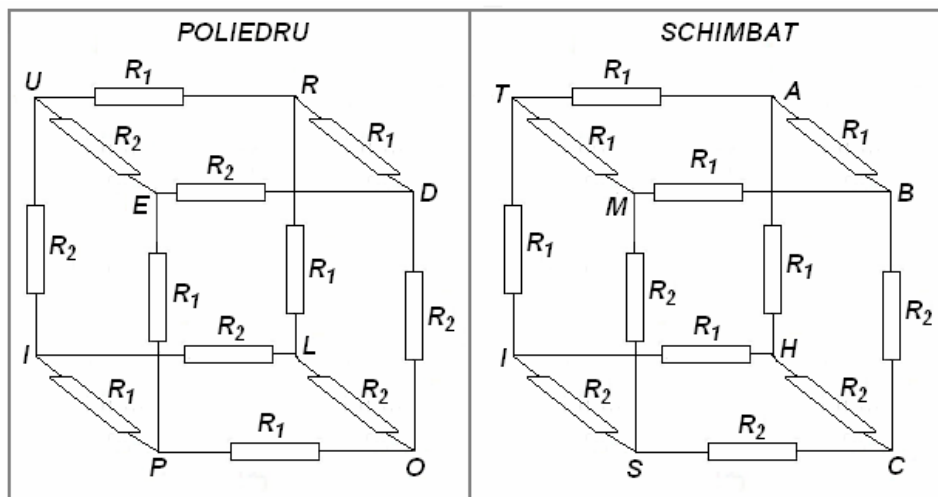 POLIEDRU
U
R₁
R
R₂
R₁
R₂
E
D
R₂
R₁
R₁
R₂
I
R₂
L
R₁
R₂
R₁
P
O
SCHIMBAT
T
R₁
A
R₁
R₁
R₁
M
B
R₁
R₂
R₁
R₂
I
R₁
H
R₂
R₂
R₂
S
C